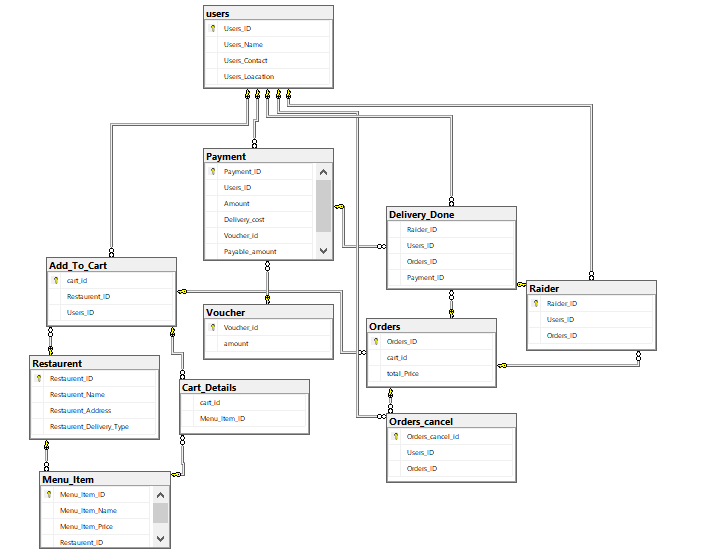 users
Users_ID
Users_Name
Users_Contact
Users_Loacation
Payment
Payment_ID
Users_ID
Amount
Delivery_cost
Voucher_id
Payable_amount
Delivery_Done
Raider_ID
Users_ID
Orders_ID
Payment_ID
Add_To_Cart
cart_id
Restaurent_ID
Users_ID
Raider
Raider_ID
Users_ID
Orders_ID
Voucher
Voucher_id
amount
Orders
Orders_ID
cart_id
total_Price
Restaurent
Restaurent_ID
Restaurent_Name
Restaurent_Address
Restaurent_Delivery_Type
Cart_Details
cart_id
Menu_Item_ID
Orders_cancel
Orders_cancel_id
Users_ID
Orders_ID
Menu_Item
Menu_Item_ID
Menu_Item_Name
Menu_Item_Price
Restaurent_ID